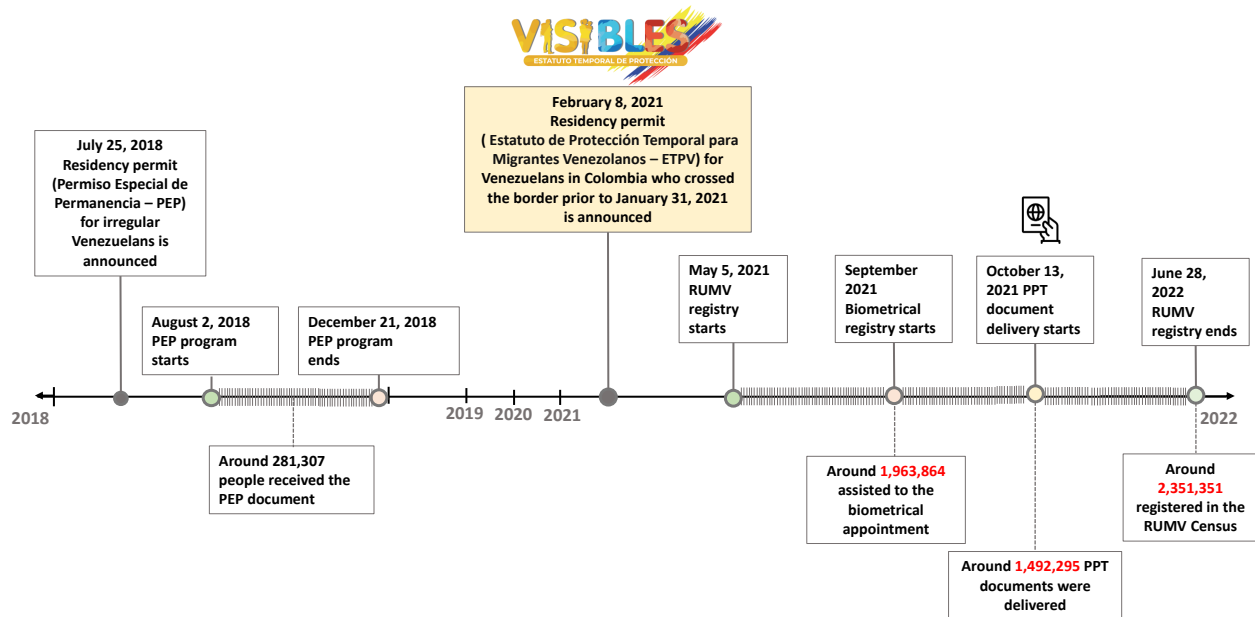 VISIBLES
ESTATUTO TEMPORAL DE PROTECCIÓN
February 8, 2021
Residency permit
( Estatuto de Protección Temporal para
Migrantes Venezolanos – ETPV) for
Venezuelans in Colombia who crossed
the border prior to January 31, 2021
is announced
July 25, 2018
Residency permit
(Permiso Especial de
Permanencia – PEP)
for irregular
Venezuelans is
announced
August 2, 2018
PEP program
starts
December 21, 2018
PEP program
ends
May 5, 2021
RUMV
registry
starts
September
2021
Biometrical
registry starts
October 13,
2021 PPT
document
delivery starts
June 28,
2022
RUMV
registry ends
2018
2019
2020
2021
2022
Around 281,307
people received the
PEP document
Around 1,963,864
assisted to the
biometrical
appointment
Around 1,492,295 PPT
documents were
delivered
Around
2,351,351
registered in the
RUMV Census